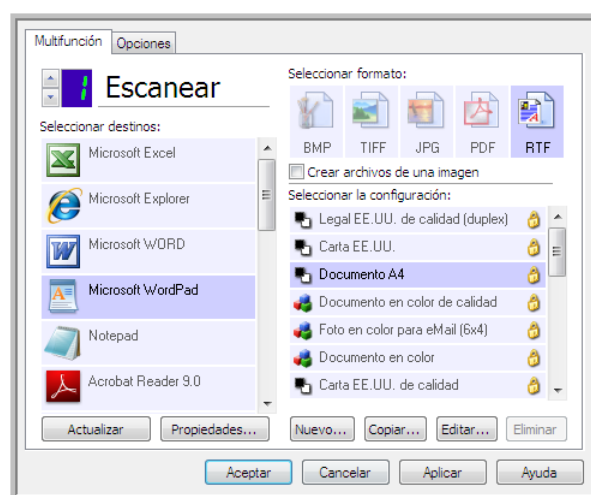 Multifunción
Opciones
1 Escanear
Seleccionar destinos:
Microsoft Excel
Microsoft Explorer
Microsoft WORD
Microsoft WordPad
Notepad
Acrobat Reader 9.0
Actualizar
Propiedades...
Seleccionar formato:
BMP TIFF JPG PDF RTF
Crear archivos de una imagen
Seleccionar la configuración:
Legal EE.UU. de calidad (duplex)
Carta EE.UU.
Documento A4
Documento en color de calidad
Foto en color para eMail (6x4)
Documento en color
Carta EE.UU. de calidad
Nuevo... Copiar... Editar... Eliminar
Aceptar Cancelar Aplicar Ayuda